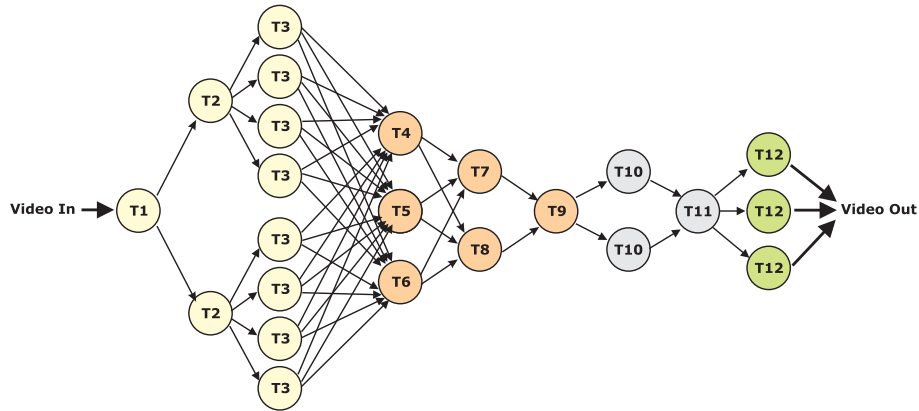 Video In
T1
T2
T2
T3
T3
T3
T3
T3
T3
T3
T3
T4
T5
T6
T7
T8
T9
T10
T10
T11
T12
T12
T12
Video Out